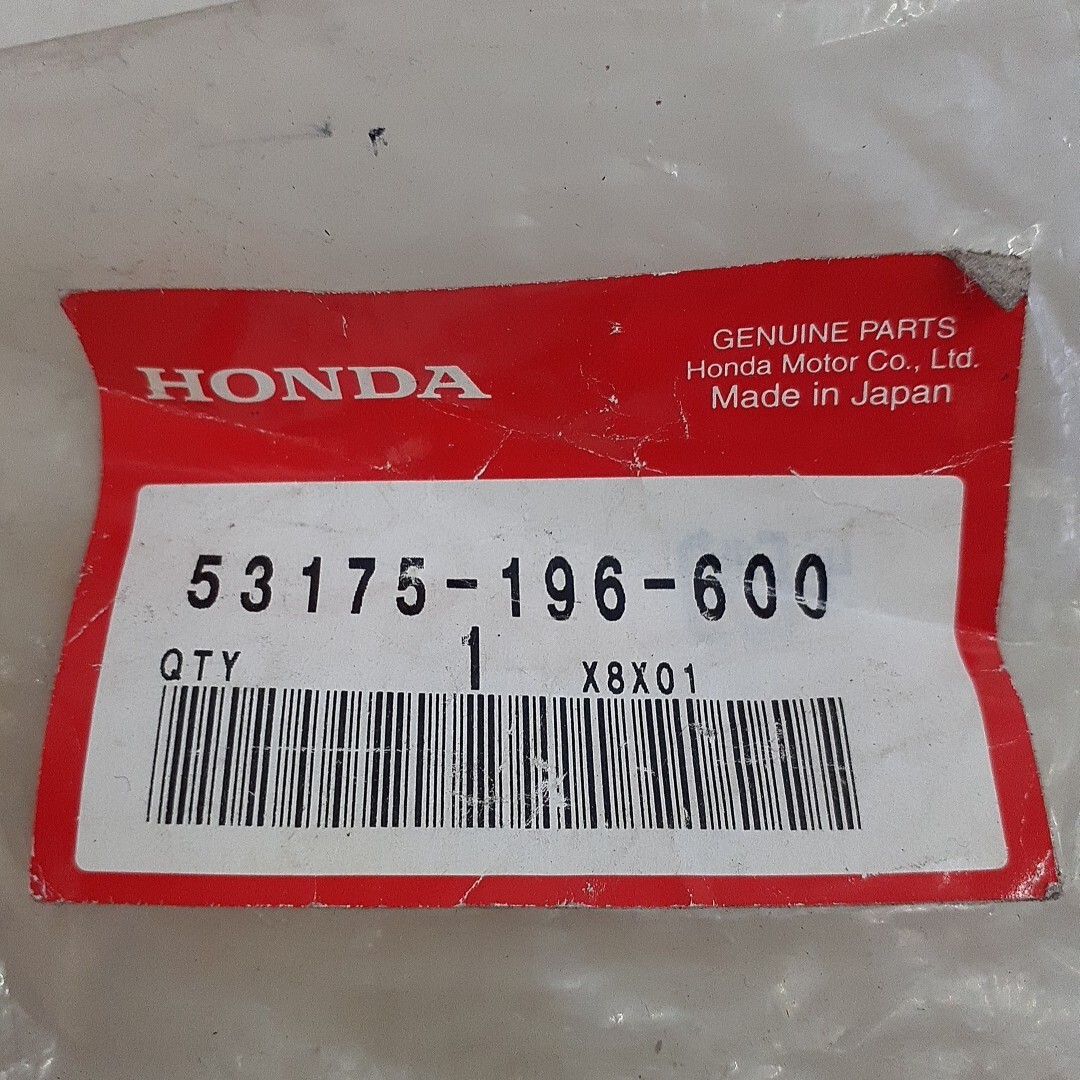 HONDA
GENUINE PARTS
Honda Motor Co., Ltd.
Made in Japan
53175-196-600
QTY 1 X8X01